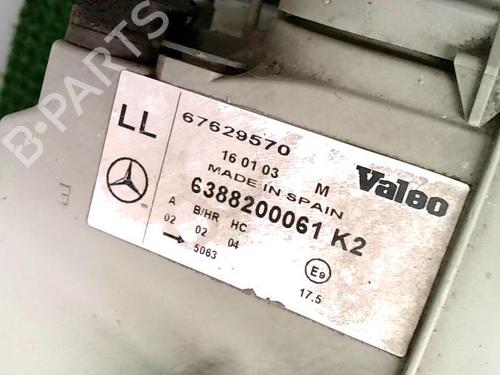 B-PARTS
LL
67629570
16 01 03 M
MADE IN SPAIN
Valeo
6388200061 K2
A B/HR HC
02 02 04
5063
E9
17.5